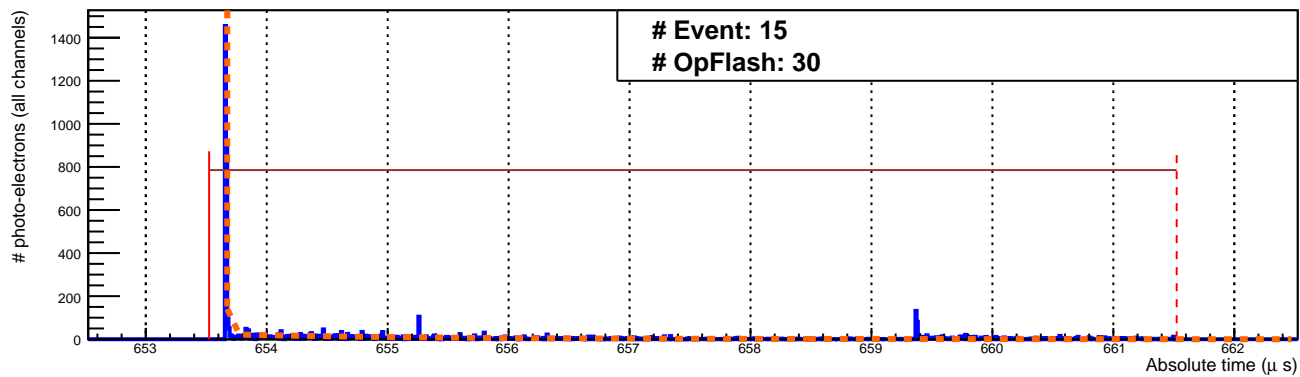 # Event: 15
# OpFlash: 30
# photo-electrons (all channels)
1400
1200
1000
800
600
400
200
0
653 654 655 656 657 658 659 660 661 662
Absolute time (μ s)